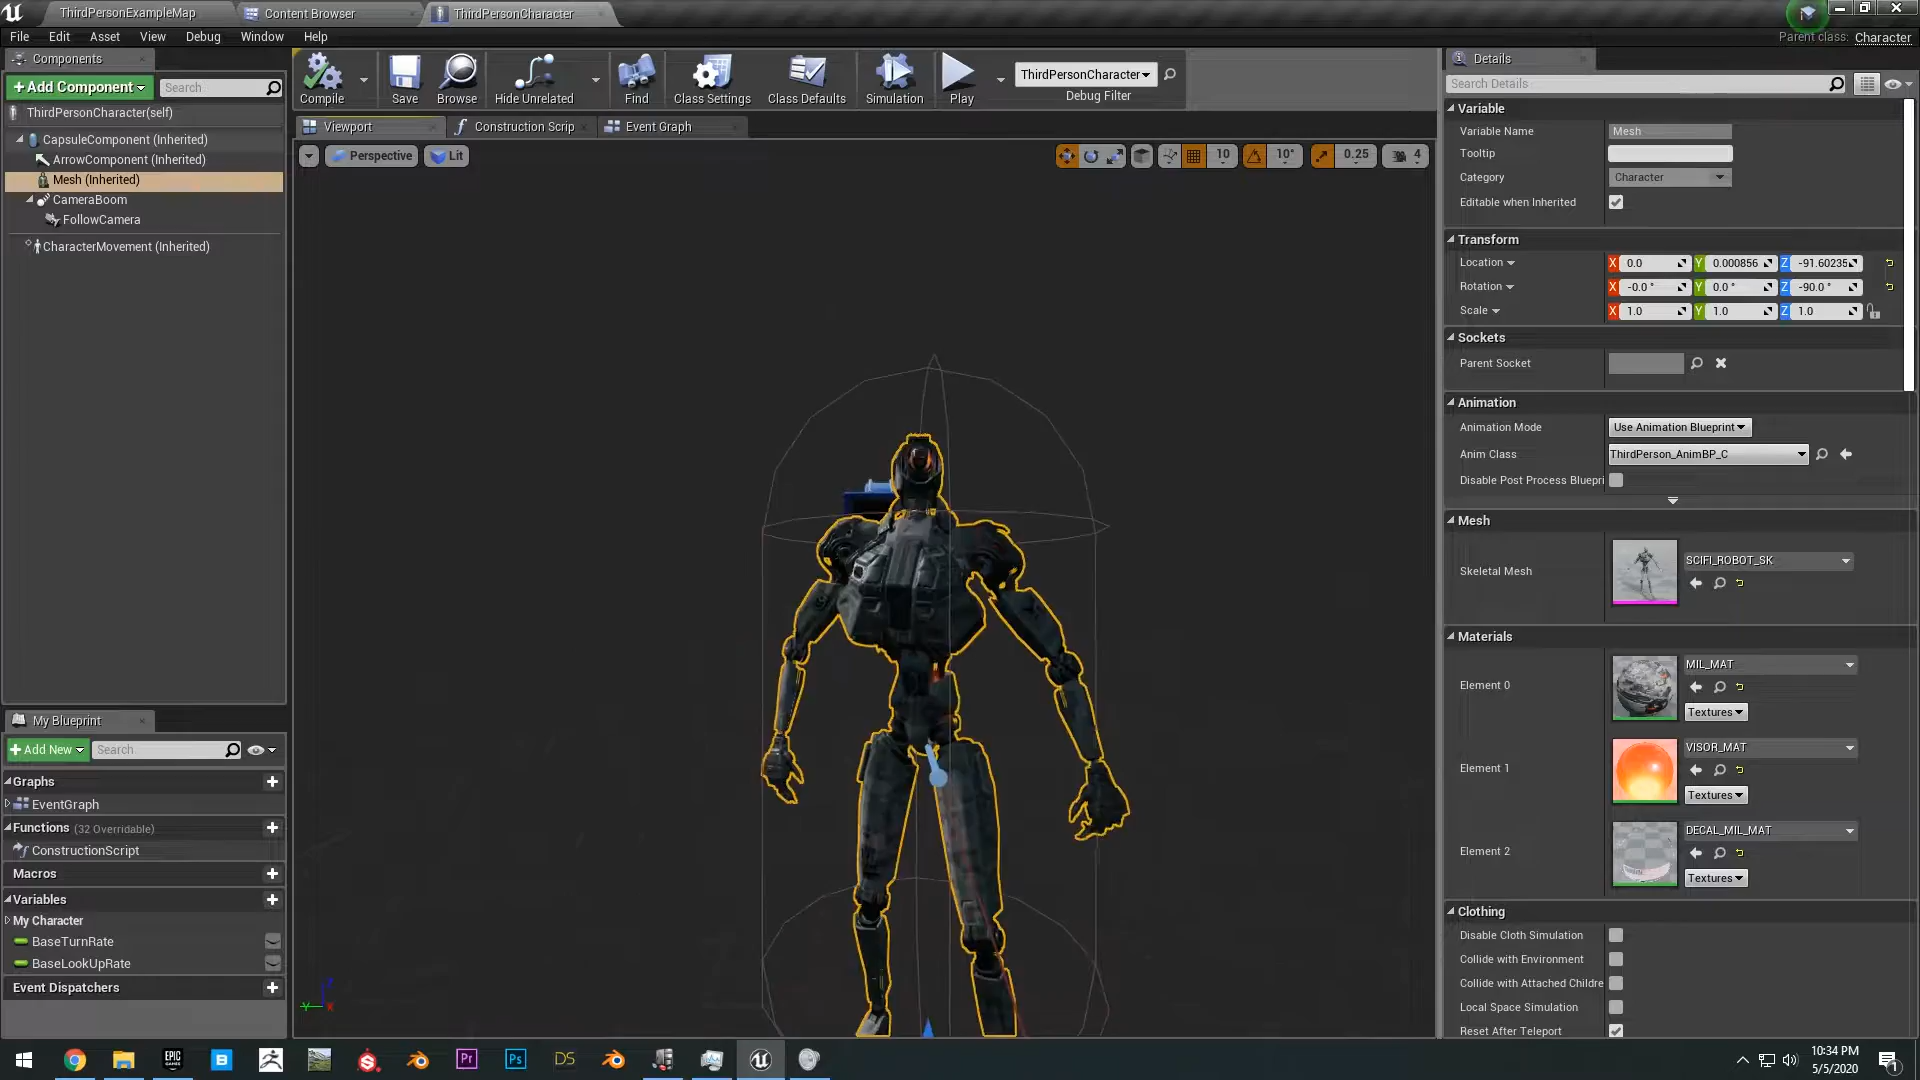 ThirdPersonExampleMap
Content Browser
ThirdPersonCharacter
File Edit Asset View Debug Window Help
Parent class: Character
Components
+Add Component
Search
ThirdPersonCharacter(self)
CapsuleComponent (Inherited)
ArrowComponent (Inherited)
Mesh (Inherited)
CameraBoom
FollowCamera
CharacterMovement (Inherited)
Compile
Save
Browse
Hide Unrelated
Find
Class Settings
Class Defaults
Simulation
Play
ThirdPersonCharacter
Debug Filter
Viewport
Construction Scrip
Event Graph
Perspective
Lit
10
10°
0.25
4
My Blueprint
+Add New
Search
Graphs
EventGraph
Functions (32 Overridable)
ConstructionScript
Macros
Variables
My Character
BaseTurnRate
BaseLookUpRate
Event Dispatchers
Details
Search Details
Variable
Variable Name Mesh
Tooltip
Category Character
Editable when Inherited
Transform
Location X 0.0 Y 0.000856 Z -91.60235
Rotation X -0.0 ° Y 0.0 ° Z -90.0 °
Scale X 1.0 Y 1.0 Z 1.0
Sockets
Parent Socket
Animation
Animation Mode Use Animation Blueprint
Anim Class ThirdPerson_AnimBP_C
Disable Post Process Bluepri
Mesh
Skeletal Mesh SCIFI_ROBOT_SK
Materials
Element 0 MIL_MAT
Textures
Element 1 VISOR_MAT
Textures
Element 2 DECAL_MIL_MAT
Textures
Clothing
Disable Cloth Simulation
Collide with Environment
Collide with Attached Childre
Local Space Simulation
Reset After Teleport
EPIC GAMES
B
Pr
Ps
DS
10:34 PM
5/5/2020
1